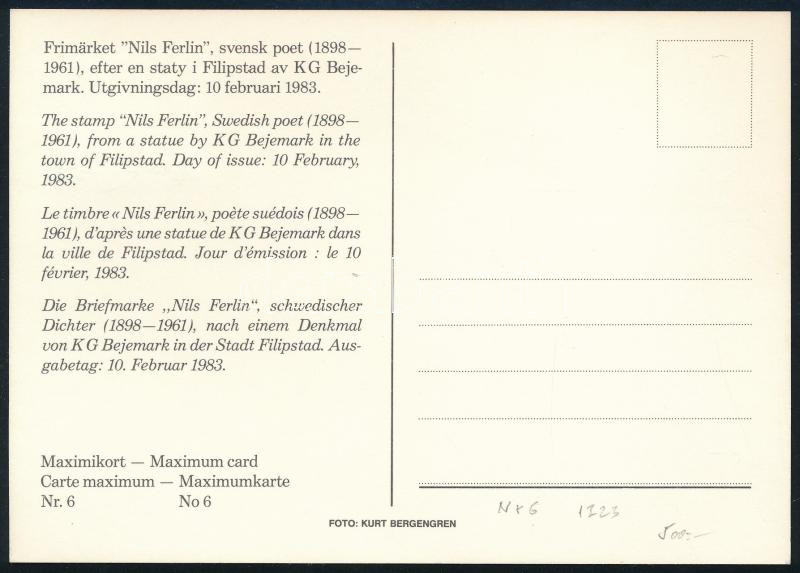 Frimärket ”Nils Ferlin”, svensk poet (1898—
1961), efter en staty i Filipstad av K G Beje-
mark. Utgivningsdag: 10 februari 1983.
The stamp “Nils Ferlin”, Swedish poet (1898—
1961), from a statue by K G Bejemark in the
town of Filipstad. Day of issue: 10 February,
1983.
Le timbre « Nils Ferlin », poète suédois (1898—
1961), d’après une statue de K G Bejemark dans
la ville de Filipstad. Jour d’émission : le 10
février, 1983.
Die Briefmarke „Nils Ferlin“, schwedischer
Dichter (1898—1961), nach einem Denkmal
von K G Bejemark in der Stadt Filipstad. Aus-
gabetag: 10. Februar 1983.
Maximikort — Maximum card
Carte maximum — Maximumkarte
Nr. 6 No 6
FOTO: KURT BERGENGREN